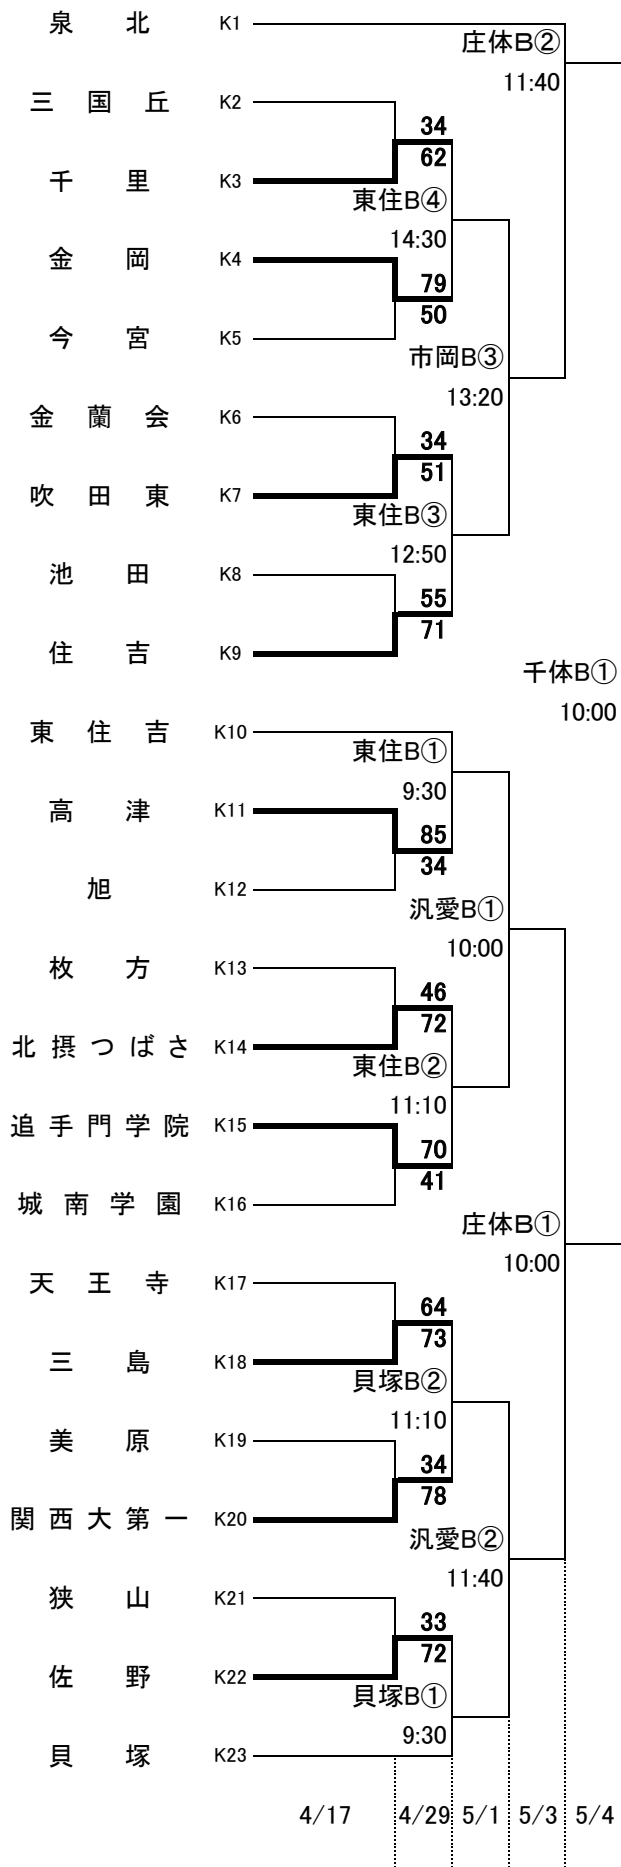 泉北 K1
庄体B②
11:40
三国丘 K2
34
62
千里 K3
東住B④
14:30
金岡 K4
79
50
今宮 K5
市岡B③
13:20
金蘭会 K6
34
51
吹田東 K7
東住B③
12:50
池田 K8
55
71
住吉 K9
千体B①
10:00
東住吉 K10
東住B①
9:30
高津 K11
85
34
旭 K12
汎愛B①
10:00
枚方 K13
46
72
北摂つばさ K14
東住B②
11:10
追手門学院 K15
70
41
城南学園 K16
庄体B①
10:00
天王寺 K17
64
73
三島 K18
貝塚B②
11:10
美原 K19
34
78
関西大第一 K20
汎愛B②
11:40
狭山 K21
33
72
佐野 K22
貝塚B①
9:30
貝塚 K23
4/17 4/29 5/1 5/3 5/4